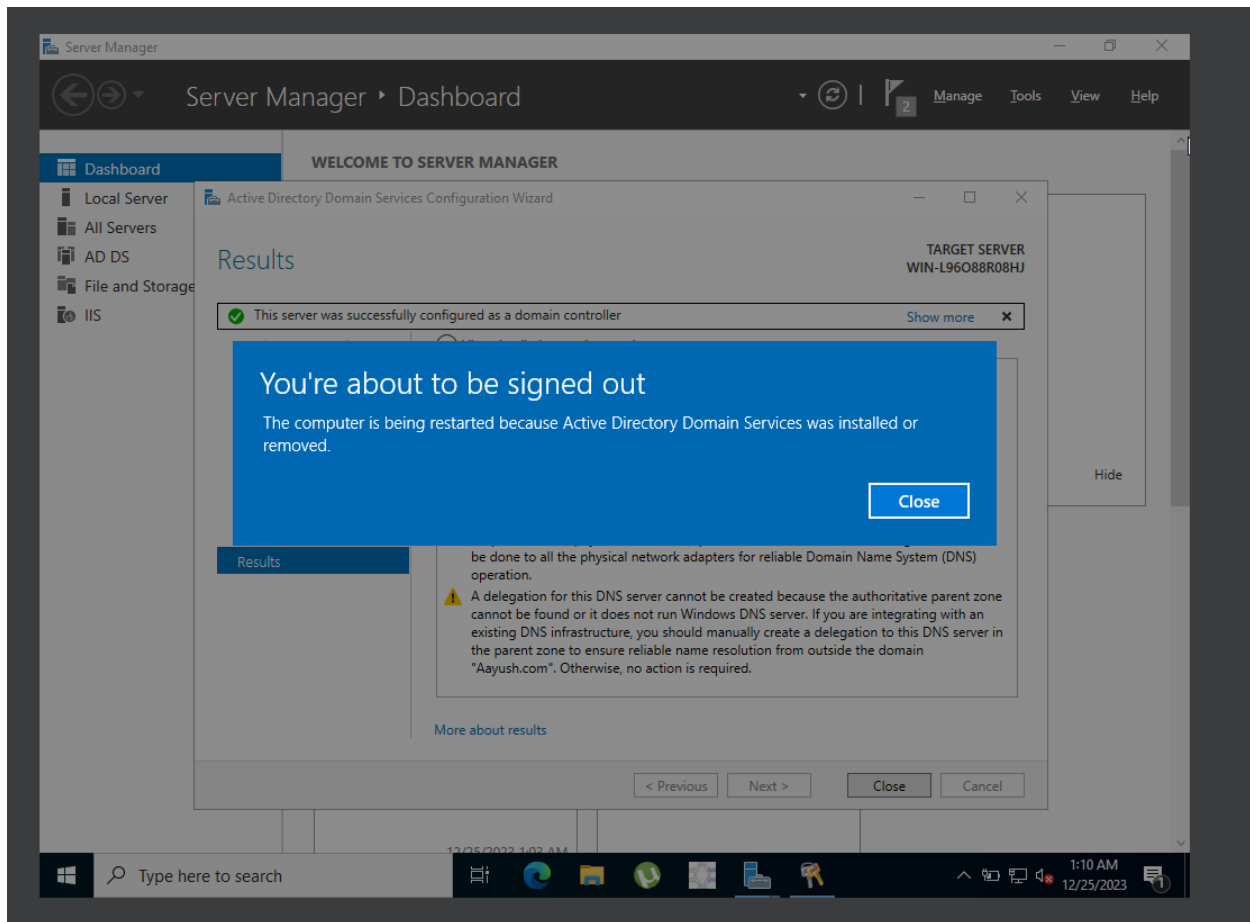 Server Manager
Server Manager ‣ Dashboard
2
Manage
Tools
View
Help
Dashboard
Local Server
All Servers
AD DS
File and Storage
IIS
WELCOME TO SERVER MANAGER
Active Directory Domain Services Configuration Wizard
Results
TARGET SERVER
WIN-L96O88R08HJ
This server was successfully configured as a domain controller
Show more
You're about to be signed out
The computer is being restarted because Active Directory Domain Services was installed or
removed.
Close
Hide
Results
be done to all the physical network adapters for reliable Domain Name System (DNS)
operation.
A delegation for this DNS server cannot be created because the authoritative parent zone
cannot be found or it does not run Windows DNS server. If you are integrating with an
existing DNS infrastructure, you should manually create a delegation to this DNS server in
the parent zone to ensure reliable name resolution from outside the domain
"Aayush.com". Otherwise, no action is required.
More about results
< Previous
Next >
Close
Cancel
12/25/2023 1:03 AM
Type here to search
1:10 AM
12/25/2023
1